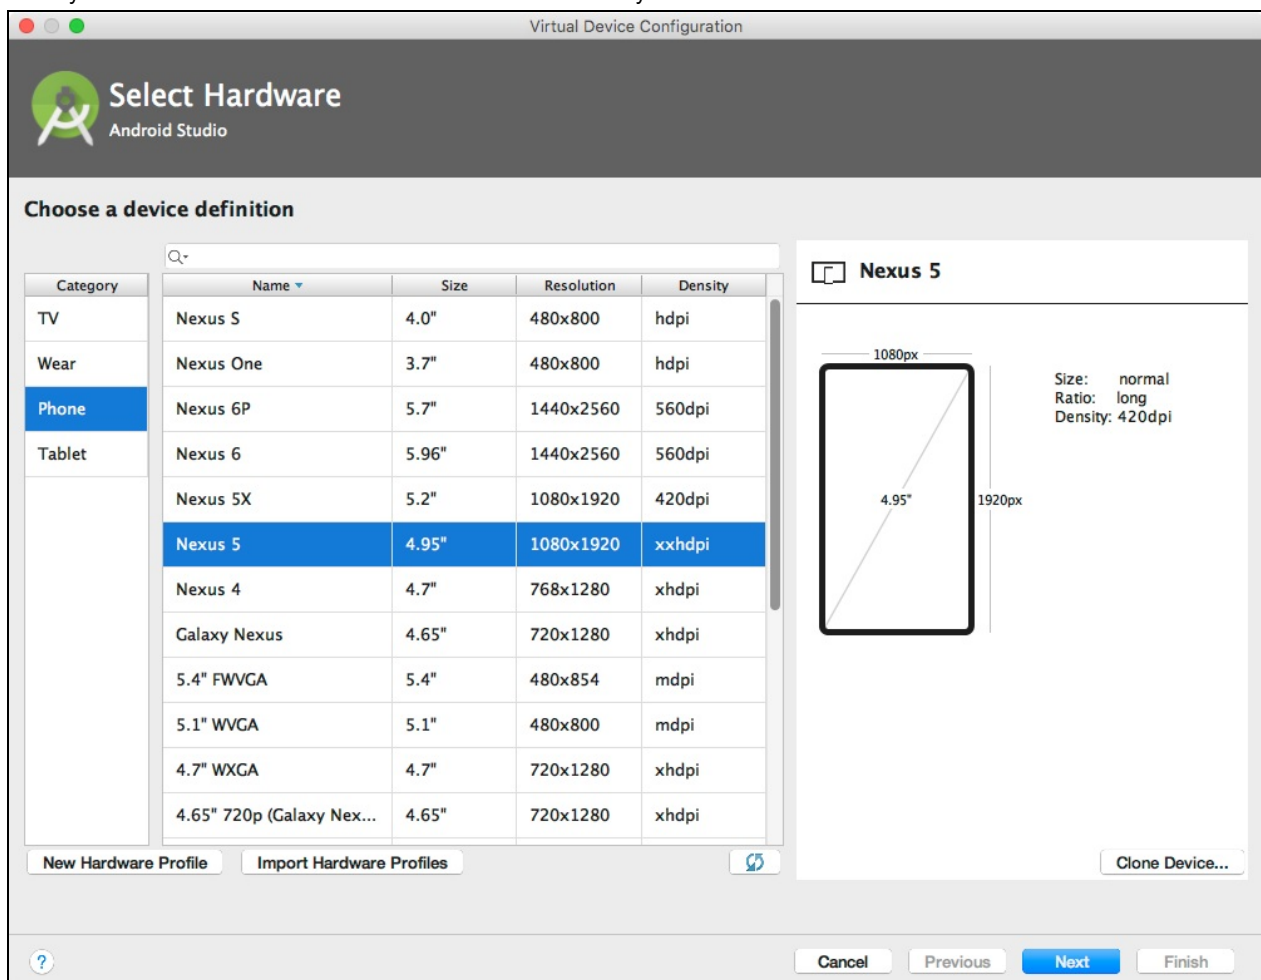 Virtual Device Configuration
Select Hardware
Android Studio
Choose a device definition
Category
TV
Wear
Phone
Tablet
Name Size Resolution Density
Nexus S 4.0" 480x800 hdpi
Nexus One 3.7" 480x800 hdpi
Nexus 6P 5.7" 1440x2560 560dpi
Nexus 6 5.96" 1440x2560 560dpi
Nexus 5X 5.2" 1080x1920 420dpi
Nexus 5 4.95" 1080x1920 xxhdpi
Nexus 4 4.7" 768x1280 xhdpi
Galaxy Nexus 4.65" 720x1280 xhdpi
5.4" FWVGA 5.4" 480x854 mdpi
5.1" WVGA 5.1" 480x800 mdpi
4.7" WXGA 4.7" 720x1280 xhdpi
4.65" 720p (Galaxy Nex... 4.65" 720x1280 xhdpi
New Hardware Profile Import Hardware Profiles
Nexus 5
1080px
4.95"
1920px
Size: normal
Ratio: long
Density: 420dpi
Clone Device...
? Cancel Previous Next Finish